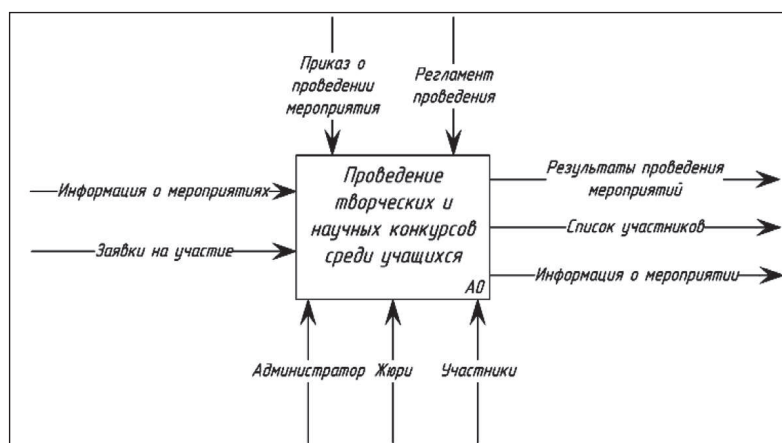 Приказ о
проведении
мероприятия
Регламент
проведения
Информация о мероприятиях
Заявки на участие
Проведение
творческих и
научных конкурсов
среди учащихся
А0
Результаты проведения
мероприятий
Список участников
Информация о мероприятии
Администратор
Жюри
Участники